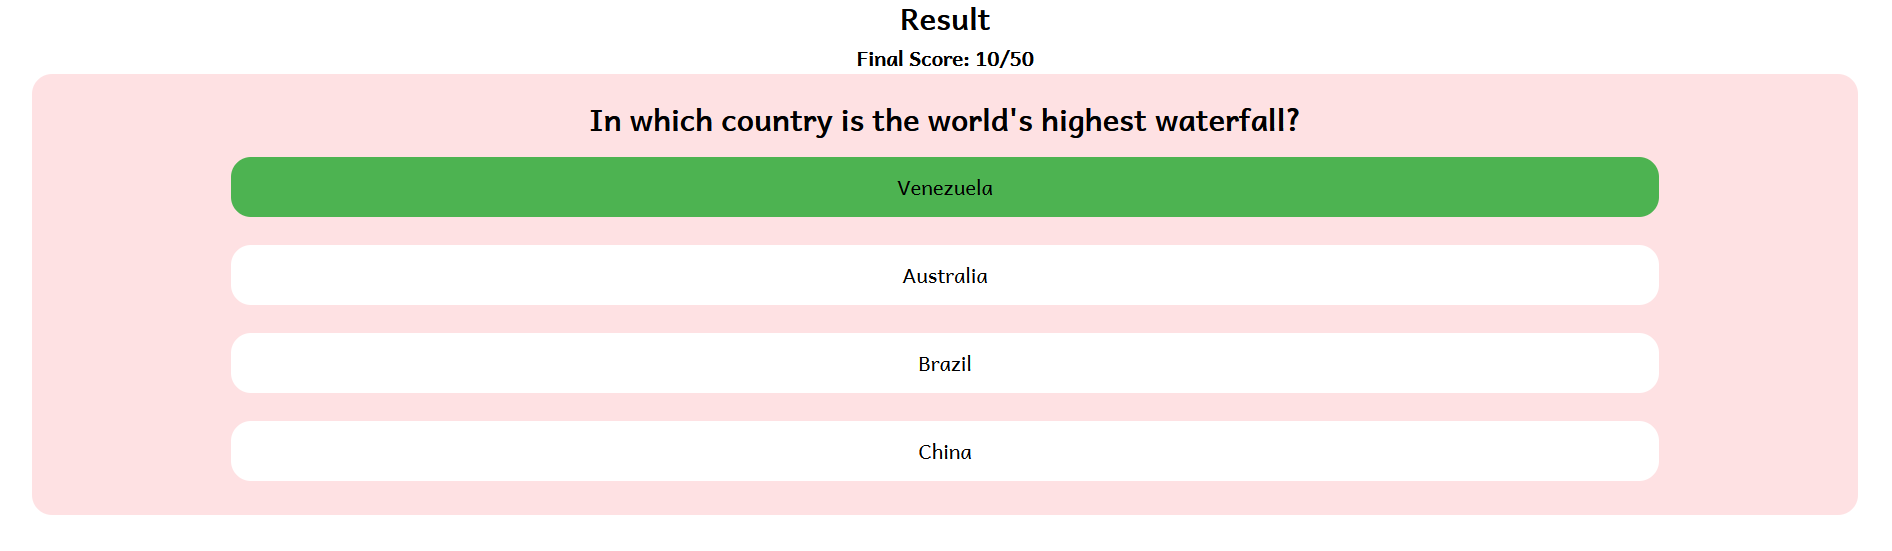 Result
Final Score: 10/50
In which country is the world's highest waterfall?
Venezuela
Australia
Brazil
China